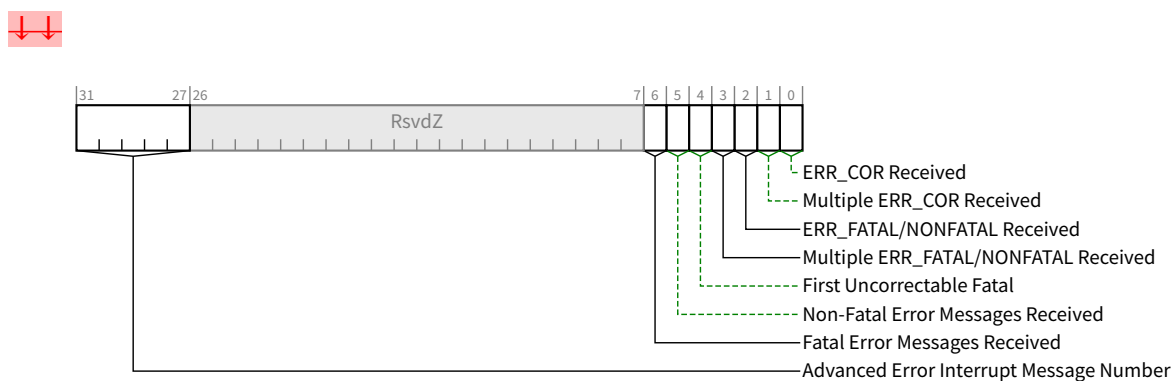 31 27 26 7 6 5 4 3 2 1 0
RsvdZ
ERR_COR Received
Multiple ERR_COR Received
ERR_FATAL/NONFATAL Received
Multiple ERR_FATAL/NONFATAL Received
First Uncorrectable Fatal
Non-Fatal Error Messages Received
Fatal Error Messages Received
Advanced Error Interrupt Message Number